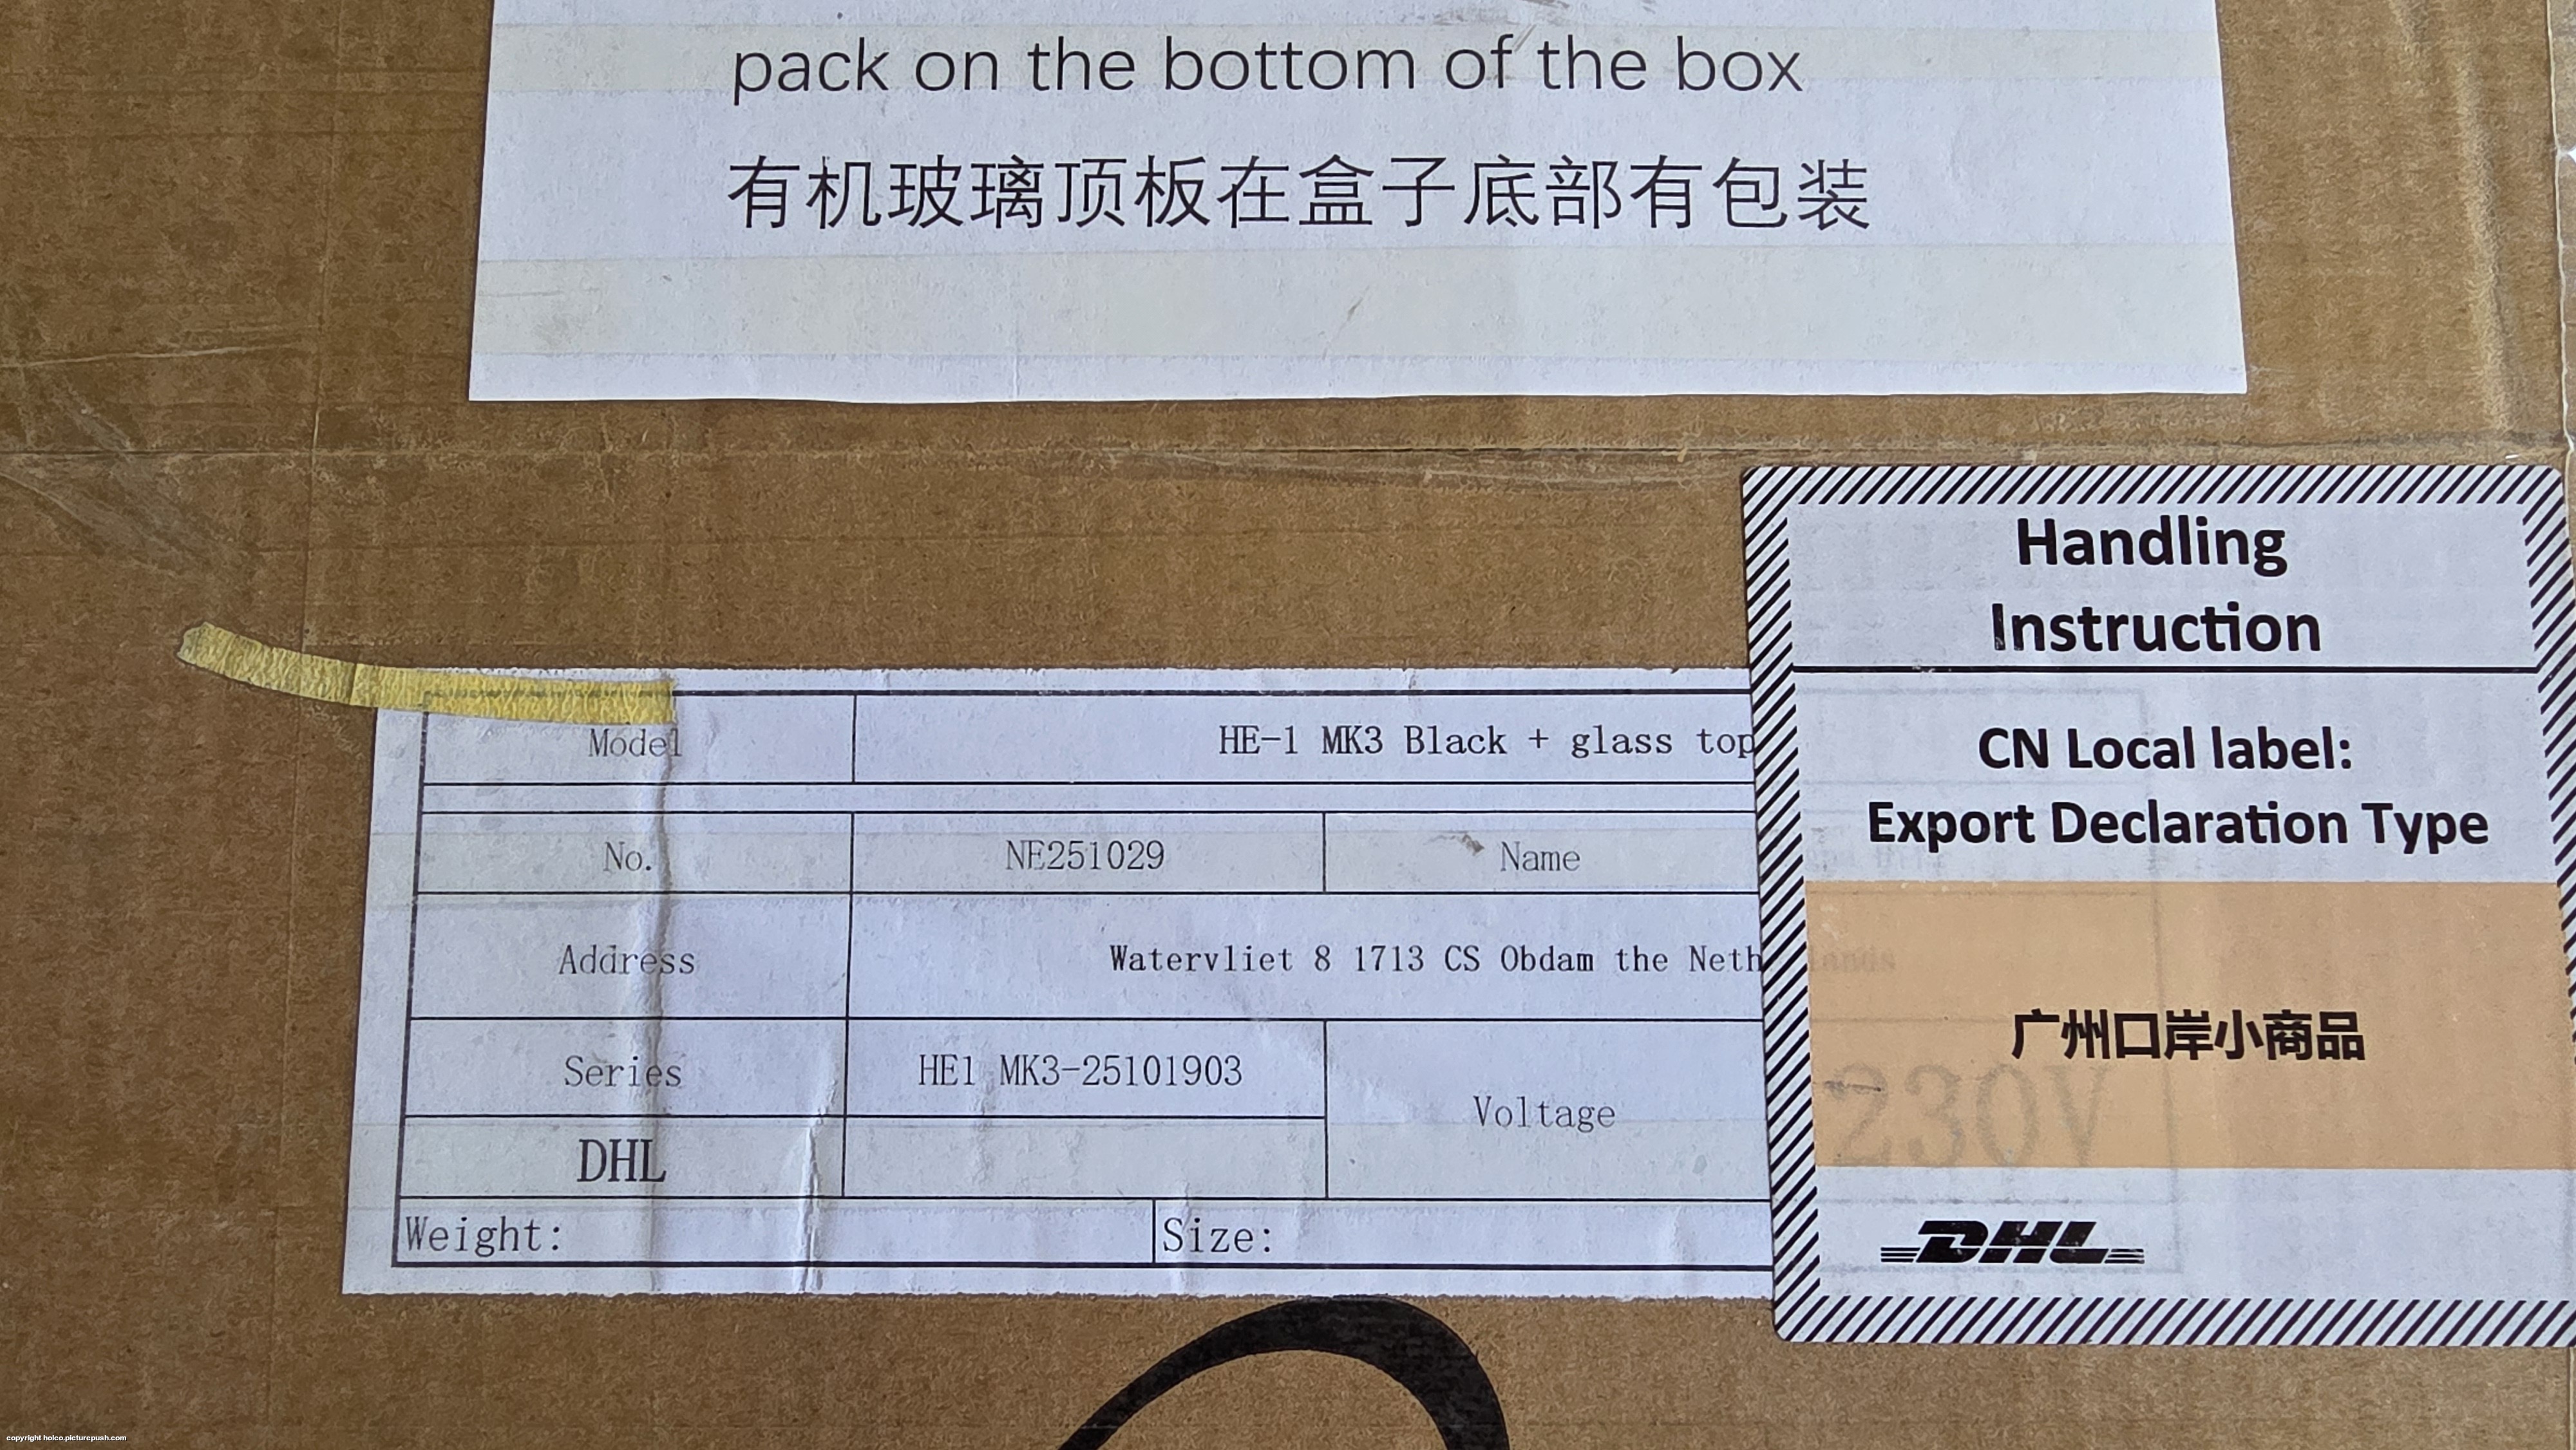 pack on the bottom of the box
有机玻璃顶板在盒子底部有包装
Handling
Instruction
CN Local label:
Export Declaration Type
广州口岸小商品
DHL
Model HE-1 MK3 Black + glass top
No. NE251029 Name
Address Watervliet 8 1713 CS Obdam the Netherlands
Series HE1 MK3-25101903 Voltage 230V
DHL
Weight: Size:
copyright holco.picturepush.com